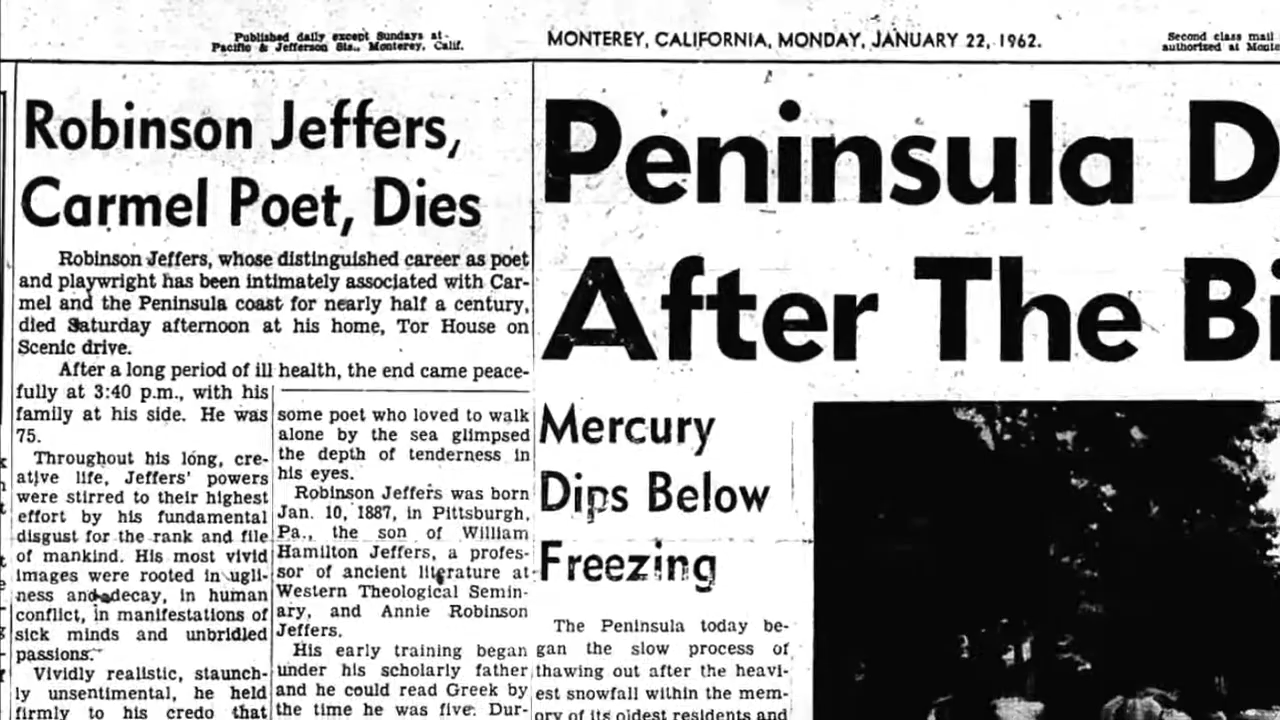 Published daily except Sundays at
Pacific & Jefferson Sts., Monterey, Calif.
MONTEREY, CALIFORNIA, MONDAY, JANUARY 22, 1962.
Second class mail
authorized at
Robinson Jeffers,
Carmel Poet, Dies
Robinson Jeffers, whose distinguished career as poet
and playwright has been intimately associated with Car-
mel and the Peninsula coast for nearly half a century,
died Saturday afternoon at his home, Tor House on
Scenic drive.
After a long period of ill health, the end came peace-
fully at 3:40 p.m., with his
family at his side. He was
75.
Throughout his long, cre-
ative life, Jeffers' powers
were stirred to their highest
effort by his fundamental
disgust for the rank and file
of mankind. His most vivid
images were rooted in ugli-
ness and decay, in human
conflict, in manifestations of
sick minds and unbridled
passions.
Vividly realistic, staunch-
ly unsentimental, he held
firmly to his credo that
some poet who loved to walk
alone by the sea glimpsed
the depth of tenderness in
his eyes.
Robinson Jeffers was born
Jan. 10, 1887, in Pittsburgh,
Pa., the son of William
Hamilton Jeffers, a profes-
sor of ancient literature at
Western Theological Semin-
ary, and Annie Robinson
Jeffers.
His early training began
under his scholarly father
and he could read Greek by
the time he was five. Dur-
Peninsula D
After The Bi
Mercury
Dips Below
Freezing
The Peninsula today be-
gan the slow process of
thawing out after the heavi-
est snowfall within the mem-
ory of its oldest residents and